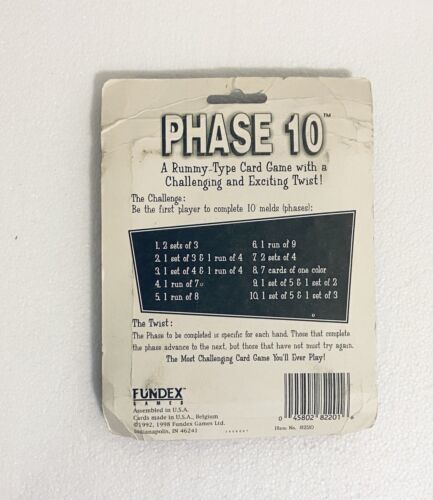 PHASE 10™
A Rummy-Type Card Game with a
Challenging and Exciting Twist!
The Challenge:
Be the first player to complete 10 melds (phases):
1. 2 sets of 3
2. 1 set of 3 & 1 run of 4
3. 1 set of 4 & 1 run of 4
4. 1 run of 7
5. 1 run of 8
6. 1 run of 9
7. 2 sets of 4
8. 7 cards of one color
9. 1 set of 5 & 1 set of 2
10. 1 set of 5 & 1 set of 3
The Twist:
The Phase to be completed is specific for each hand. Those that complete
the phase advance to the next, but those that have not must try again.
The Most Challenging Card Game You'll Ever Play!
FUNDEX
GAMES
Assembled in U.S.A.
Cards made in U.S.A., Belgium
©1992, 1998 Fundex Games Ltd.
Indianapolis, IN 46241
0 45802 82201 6
Item No.